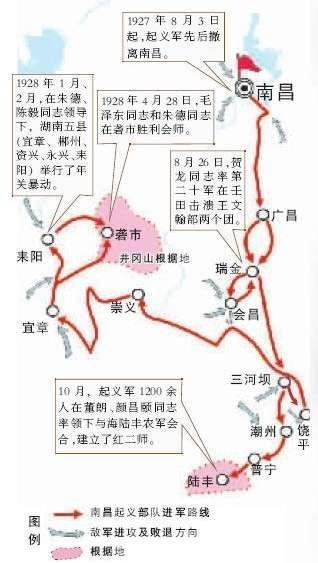 1927 年 8 月 3 日
起,起义军先后撤
离南昌。
南昌
1928 年 1 月、
2月,在朱德、
陈毅同志领导
下，湖南五县
(宜章、郴州、
资兴、永兴、耒
阳）举行了年
关暴动。
1928 年 4 月 28 日,毛
泽东同志和朱德同志
在砻市胜利会师。
8 月 26 日,贺
龙同志率第
二十军在壬
田击溃王文
翰部两个团。
广昌
砻市
井冈山根据地
耒阳
瑞金
会昌
崇义
宜章
三河坝
10 月，起义军 1200 余
人在董朗、颜昌颐同志
率领下与海陆丰农军会
合，建立了红二师。
潮州
饶平
普宁
陆丰
图例
南昌起义部队进军路线
敌军进攻及败退方向
根据地